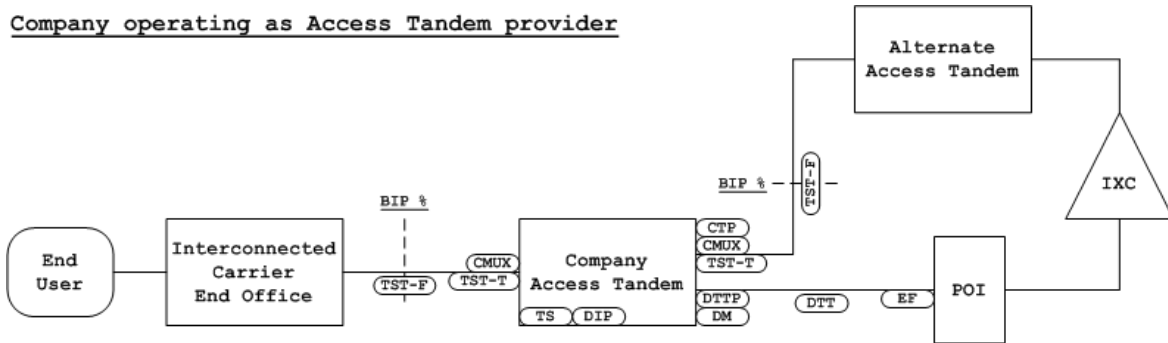 Company operating as Access Tandem provider
Alternate
Access Tandem
IXC
BIP %
TST-F
BIP %
End
User
Interconnected
Carrier
End Office
TST-F
CMUX
TST-T
Company
Access Tandem
TS
DIP
CTP
CMUX
TST-T
DTTP
DM
DTT
EF
POI